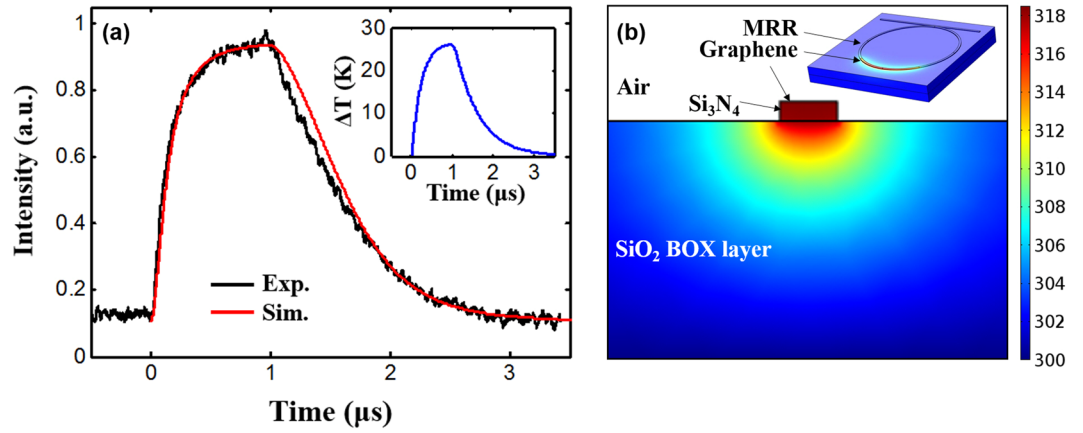 (a)
Intensity (a.u.)
1
0.8
0.6
0.4
0.2
0
0
1
2
3
Time (μs)
Exp.
Sim.
ΔT (K)
30
20
10
0
0
1
2
3
Time (μs)
(b)
MRR
Graphene
Air
Si₃N₄
SiO₂ BOX layer
318
316
314
312
310
308
306
304
302
300